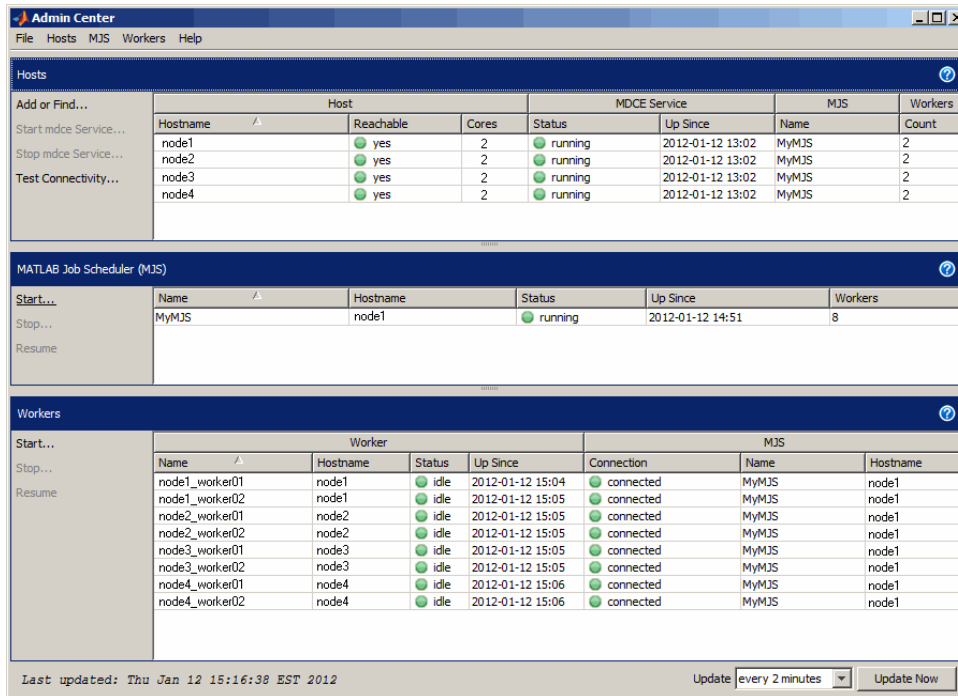 Admin Center
File Hosts MJS Workers Help
Hosts
Add or Find...
Start mdce Service...
Stop mdce Service...
Test Connectivity...
Host MDCE Service MJS Workers
Hostname Reachable Cores Status Up Since Name Count
node1 yes 2 running 2012-01-12 13:02 MyMJS 2
node2 yes 2 running 2012-01-12 13:02 MyMJS 2
node3 yes 2 running 2012-01-12 13:02 MyMJS 2
node4 yes 2 running 2012-01-12 13:02 MyMJS 2
MATLAB Job Scheduler (MJS)
Start...
Stop...
Resume
Name Hostname Status Up Since Workers
MyMJS node1 running 2012-01-12 14:51 8
Workers
Start...
Stop...
Resume
Worker MJS
Name Hostname Status Up Since Connection Name Hostname
node1_worker01 node1 idle 2012-01-12 15:04 connected MyMJS node1
node1_worker02 node1 idle 2012-01-12 15:05 connected MyMJS node1
node2_worker01 node2 idle 2012-01-12 15:05 connected MyMJS node1
node2_worker02 node2 idle 2012-01-12 15:05 connected MyMJS node1
node3_worker01 node3 idle 2012-01-12 15:05 connected MyMJS node1
node3_worker02 node3 idle 2012-01-12 15:05 connected MyMJS node1
node4_worker01 node4 idle 2012-01-12 15:06 connected MyMJS node1
node4_worker02 node4 idle 2012-01-12 15:06 connected MyMJS node1
Last updated: Thu Jan 12 15:16:38 EST 2012
Update every 2 minutes Update Now